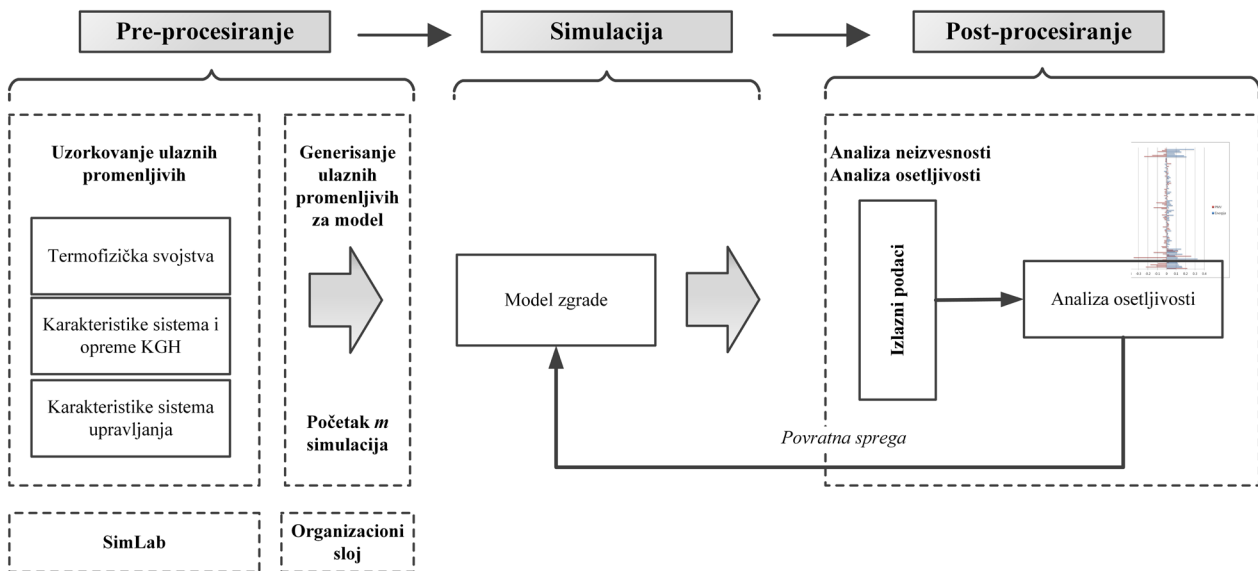 Pre-procesiranje
Simulacija
Post-procesiranje
Uzorkovanje ulaznih
promenljivih
Termofizička svojstva
Karakteristike sistema i
opreme KGH
Karakteristike sistema
upravljanja
Generisanje
ulaznih
promenljivih
za model
Početak m
simulacija
Model zgrade
Analiza neizvesnosti
Analiza osetljivosti
Izlazni podaci
Analiza osetljivosti
Povratna sprega
SimLab
Organizacioni
sloj